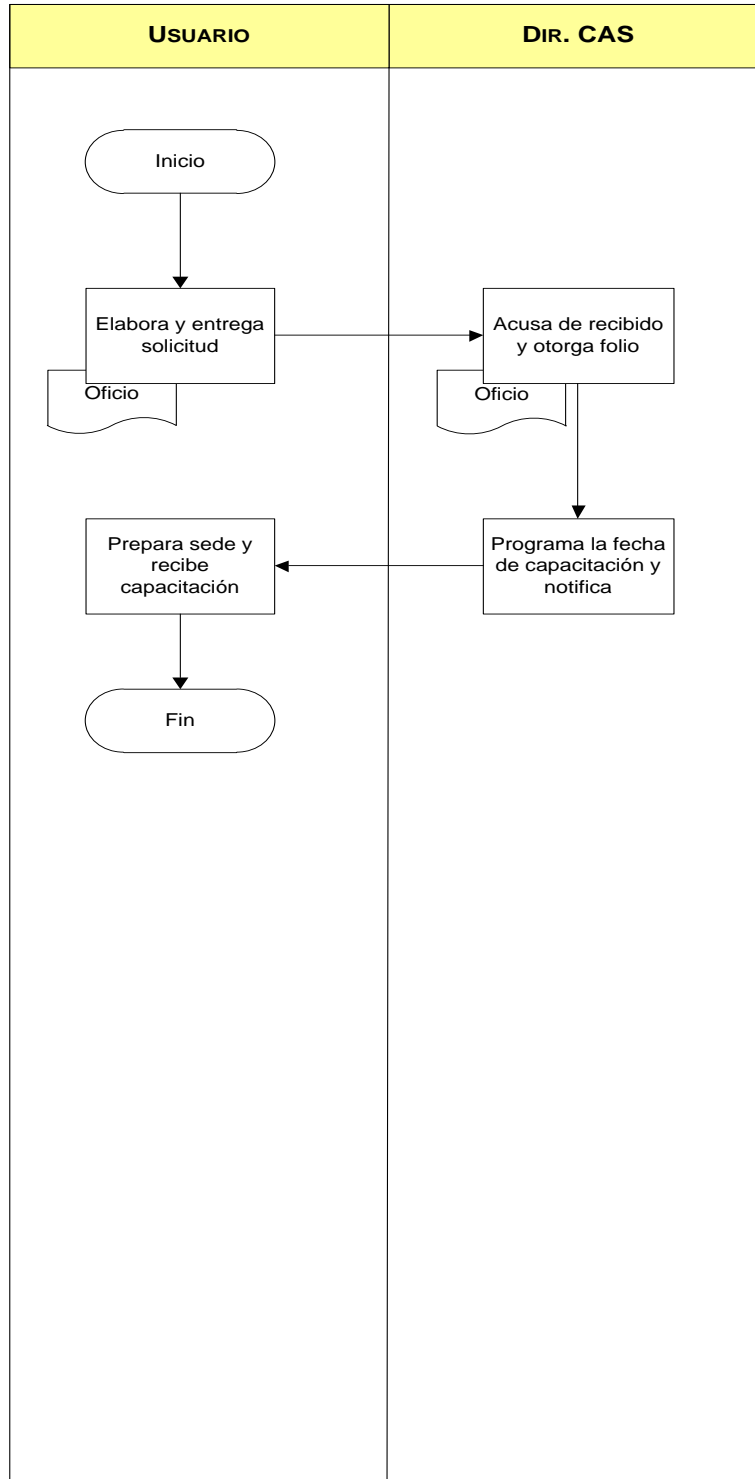 USUARIO
DIR. CAS
Inicio
Elabora y entrega
solicitud
Oficio
Acusa de recibido
y otorga folio
Oficio
Programa la fecha
de capacitación y
notifica
Prepara sede y
recibe
capacitación
Fin